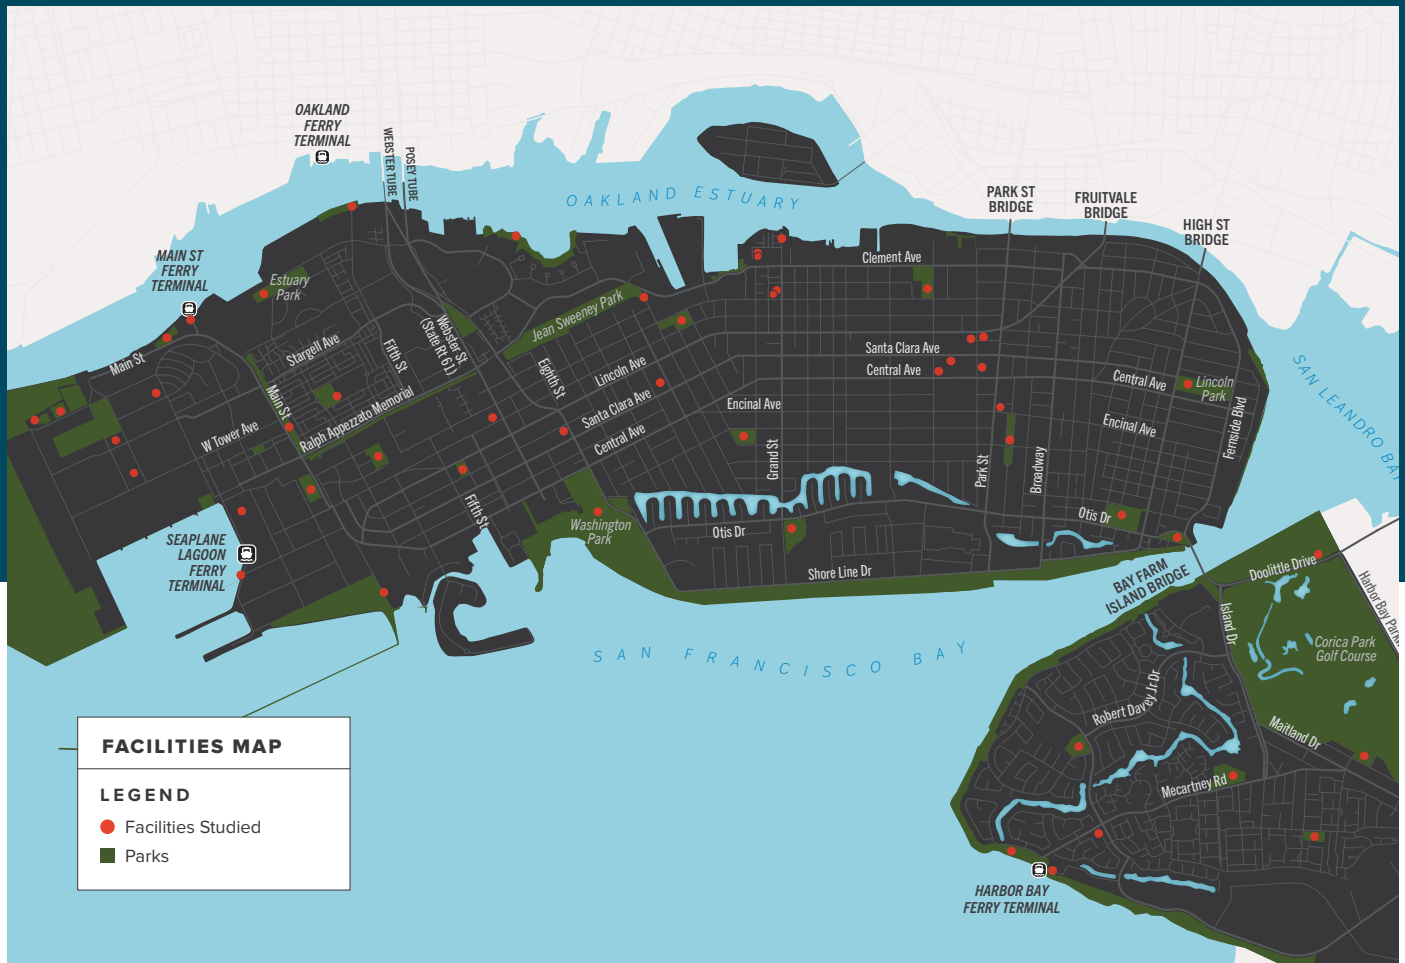 OAKLAND
FERRY
TERMINAL
WEBSTER TUBE
POSEY TUBE
OAKLAND ESTUARY
PARK ST
BRIDGE
FRUITVALE
BRIDGE
HIGH ST
BRIDGE
MAIN ST
FERRY
TERMINAL
Estuary
Park
Clement Ave
Jean Sweeney Park
Webster St.
(State Rt 61)
Stargell Ave
Fifth St
Main St
Eighth St
Lincoln Ave
Santa Clara Ave
Central Ave
Santa Clara Ave
Central Ave
Central Ave
Lincoln
Park
SAN LEANDRO BAY
Main St
Ralph Appezzato Memorial
W Tower Ave
Encinal Ave
Encinal Ave
Fernside Blvd
Grand St
Park St
Broadway
Fifth St
Washington
Park
Otis Dr
Otis Dr
SEAPLANE
LAGOON
FERRY
TERMINAL
Shore Line Dr
BAY FARM
ISLAND BRIDGE
Doolittle Drive
Harbor Bay Park
Island Dr
Corica Park
Golf Course
SAN FRANCISCO BAY
Robert Davey Jr Dr
Maitland Dr
Mecartney Rd
HARBOR BAY
FERRY TERMINAL
FACILITIES MAP
LEGEND
Facilities Studied
Parks